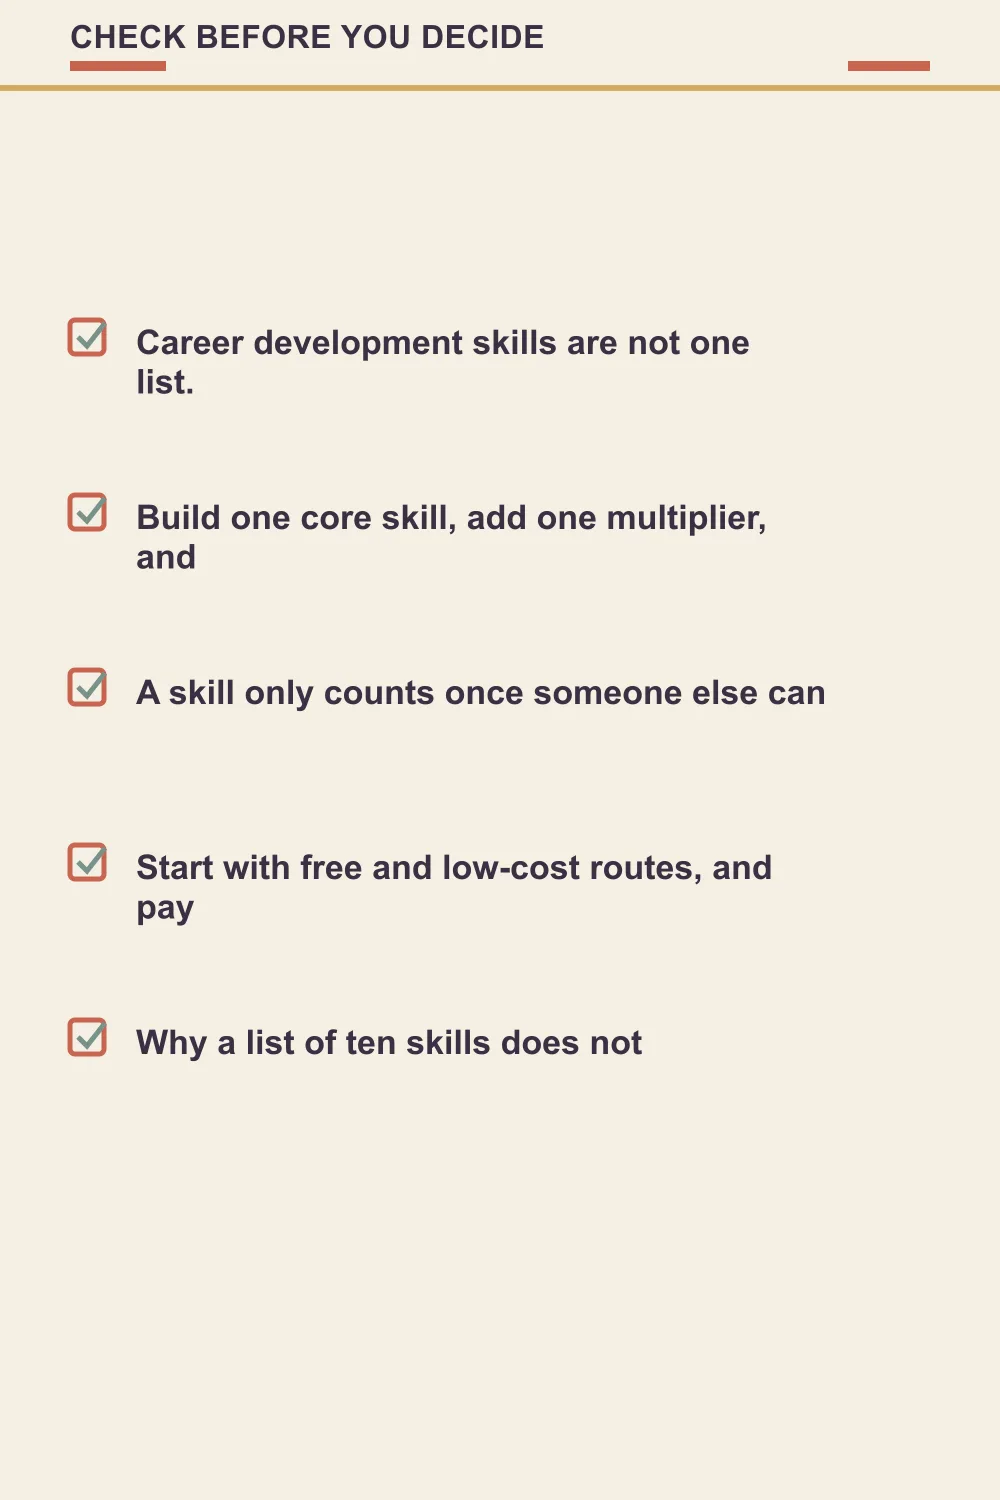 CHECK BEFORE YOU DECIDE
Career development skills are not one
list.
Build one core skill, add one multiplier,
and
A skill only counts once someone else can
Start with free and low-cost routes, and
pay
Why a list of ten skills does not